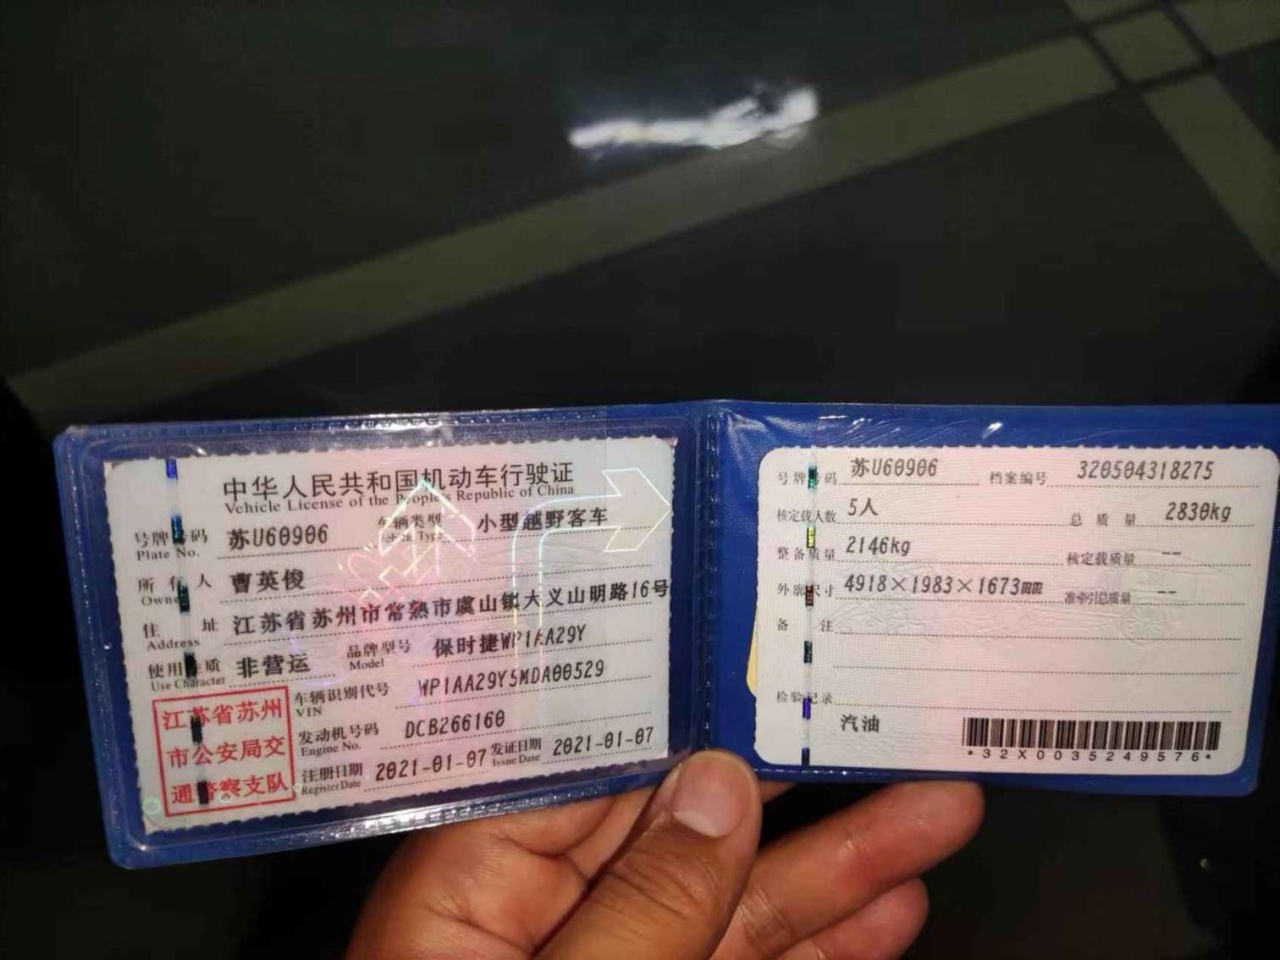 中华人民共和国机动车行驶证
Vehicle License of the People's Republic of China
号牌号码 苏U60906 车辆类型 小型越野客车
Plate No. Vehicle Type
所有人 曹英俊
Owner
住址 江苏省苏州市常熟市虞山镇大义山明路16号
Address
使用性质 非营运 品牌型号 保时捷WP1AA29Y
Use Character Model
江苏省苏州
市公安局交
通警察支队
车辆识别代号 WP1AA29Y5MDA00529
VIN
发动机号码 DCB266160
Engine No.
注册日期 2021-01-07 发证日期 2021-01-07
Register Date Issue Date
号牌号码 苏U60906 档案编号 320504318275
核定载人数 5人 总质量 2830kg
整备质量 2146kg 核定载质量 --
外廓尺寸 4918×1983×1673mm 准牵引总质量 --
备注
检验记录
汽油
*32X0035249576*